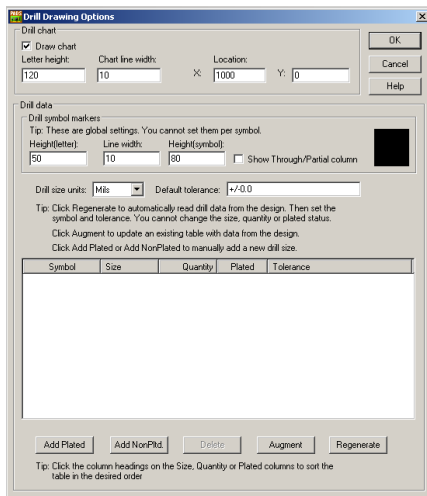 PADS Drill Drawing Options
Drill chart
Draw chart
Letter height: Chart line width: Location:
120 10 X: 1000 Y: 0
OK
Cancel
Help
Drill data
Drill symbol markers
Tip: These are global settings. You cannot set them per symbol.
Height(letter): Line width: Height(symbol):
50 10 80 Show Through/Partial column
Drill size units: Mils Default tolerance: +/-0.0
Tip: Click Regenerate to automatically read drill data from the design. Then set the
symbol and tolerance. You cannot change the size, quantity or plated status.
Click Augment to update an existing table with data from the design.
Click Add Plated or Add NonPlated to manually add a new drill size.
Symbol Size Quantity Plated Tolerance
Add Plated Add NonPltd. Delete Augment Regenerate
Tip: Click the column headings on the Size, Quantity or Plated columns to sort the
table in the desired order